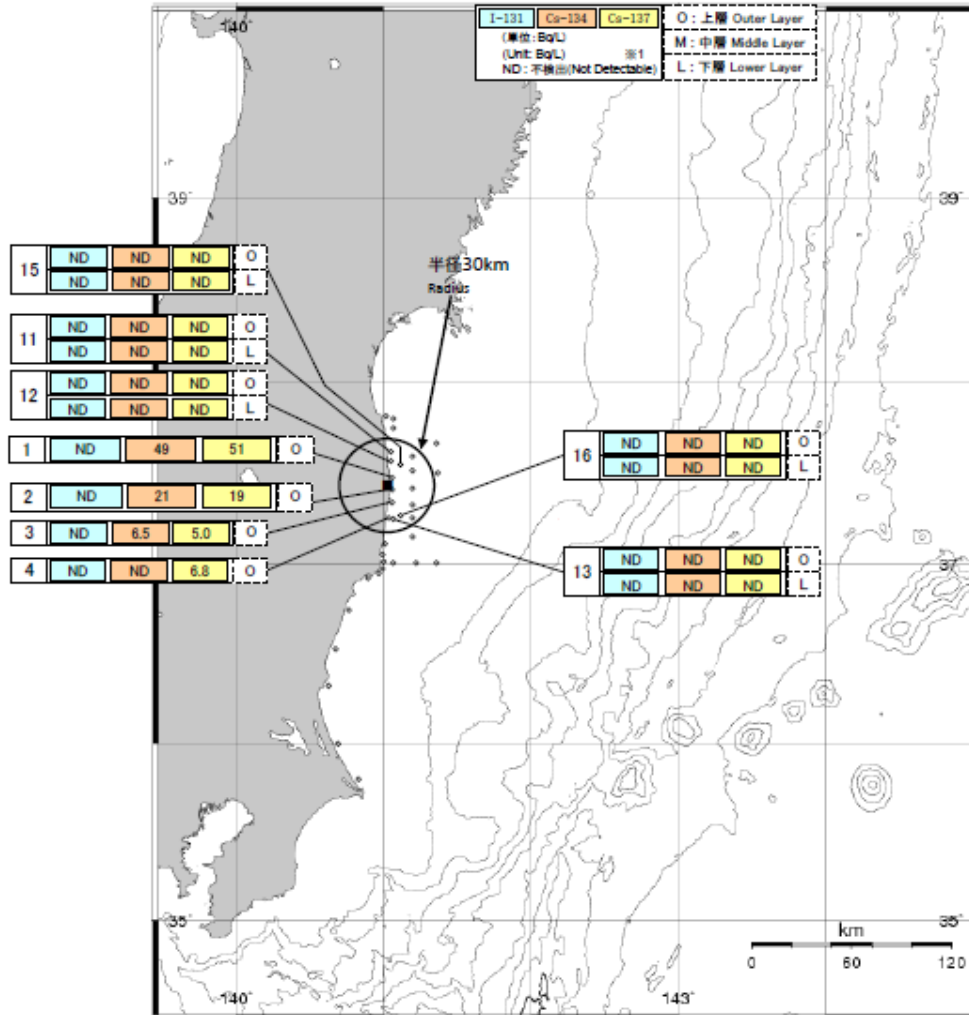 140°
I-131 Cs-134 Cs-137
(単位: Bq/L)
(Unit: Bq/L) ※1
ND : 不検出(Not Detectable)
O : 上層 Outer Layer
M : 中層 Middle Layer
L : 下層 Lower Layer
39° 39°
半径30km
Radius
15 ND ND ND O
ND ND ND L
11 ND ND ND O
ND ND ND L
12 ND ND ND O
ND ND ND L
1 ND 49 51 O
2 ND 21 19 O
3 ND 6.5 5.0 O
4 ND ND 6.8 O
16 ND ND ND O
ND ND ND L
13 ND ND ND O
ND ND ND L
37°
35° 35°
km
0 60 120
140° 143°